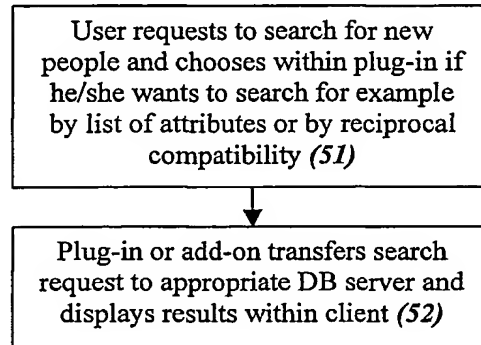 User requests to search for new
people and chooses within plug-in if
he/she wants to search for example
by list of attributes or by reciprocal
compatibility (51)
Plug-in or add-on transfers search
request to appropriate DB server and
displays results within client (52)